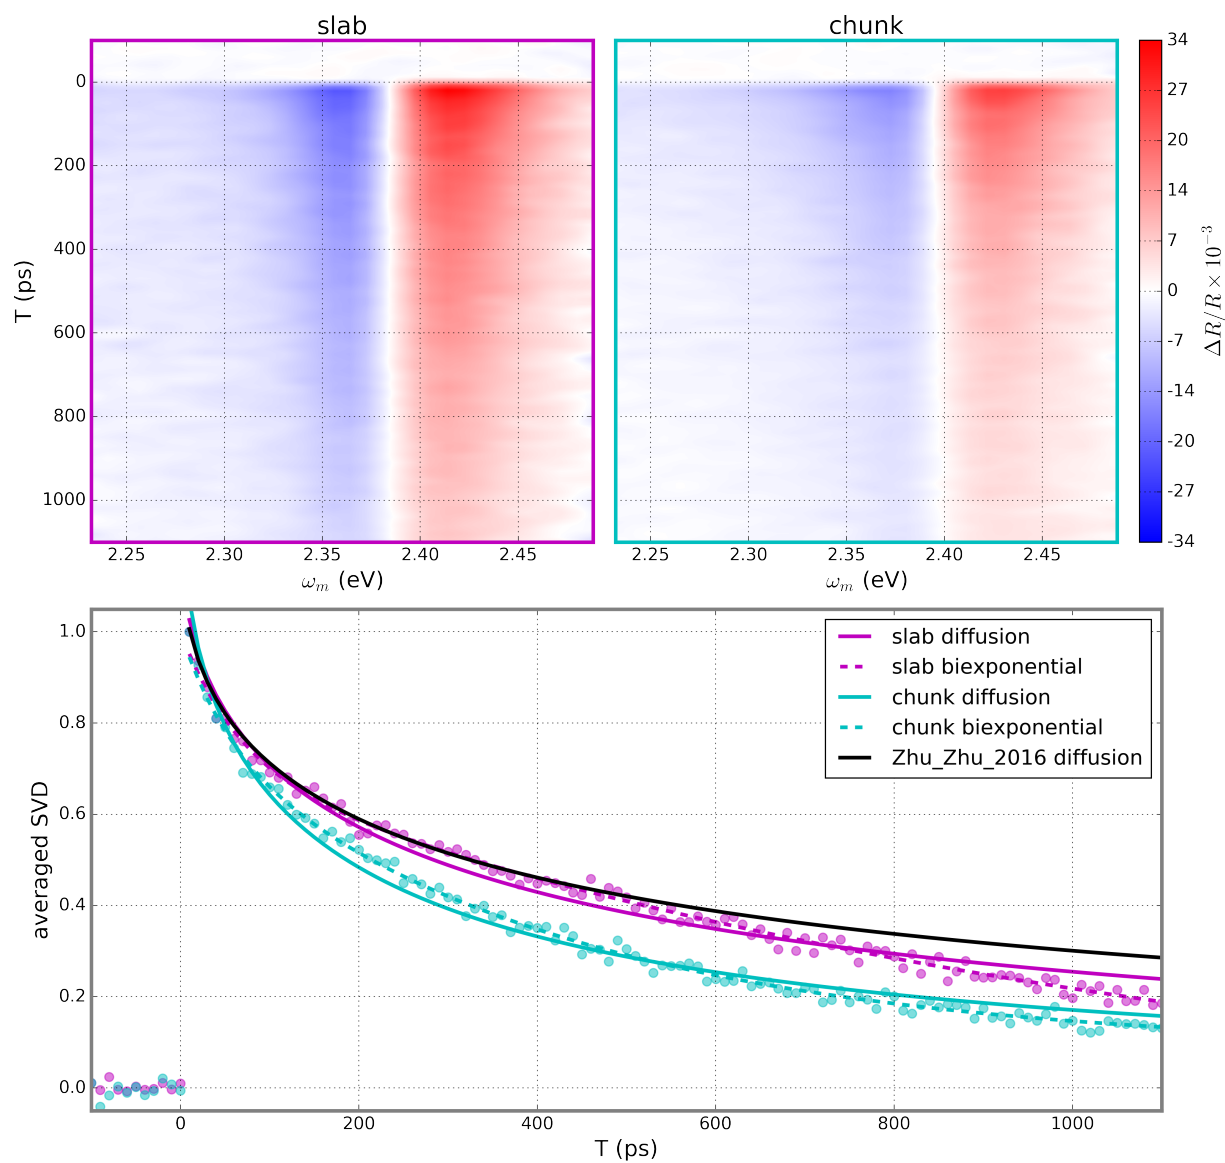 slab
chunk
0
200
400
600
800
1000
T (ps)
2.25 2.30 2.35 2.40 2.45
2.25 2.30 2.35 2.40 2.45
ω_m (eV)
ω_m (eV)
34
27
20
14
7
0
-7
-14
-20
-27
-34
ΔR/R × 10⁻³
1.0
0.8
0.6
0.4
0.2
0.0
averaged SVD
slab diffusion
slab biexponential
chunk diffusion
chunk biexponential
Zhu_Zhu_2016 diffusion
0 200 400 600 800 1000
T (ps)